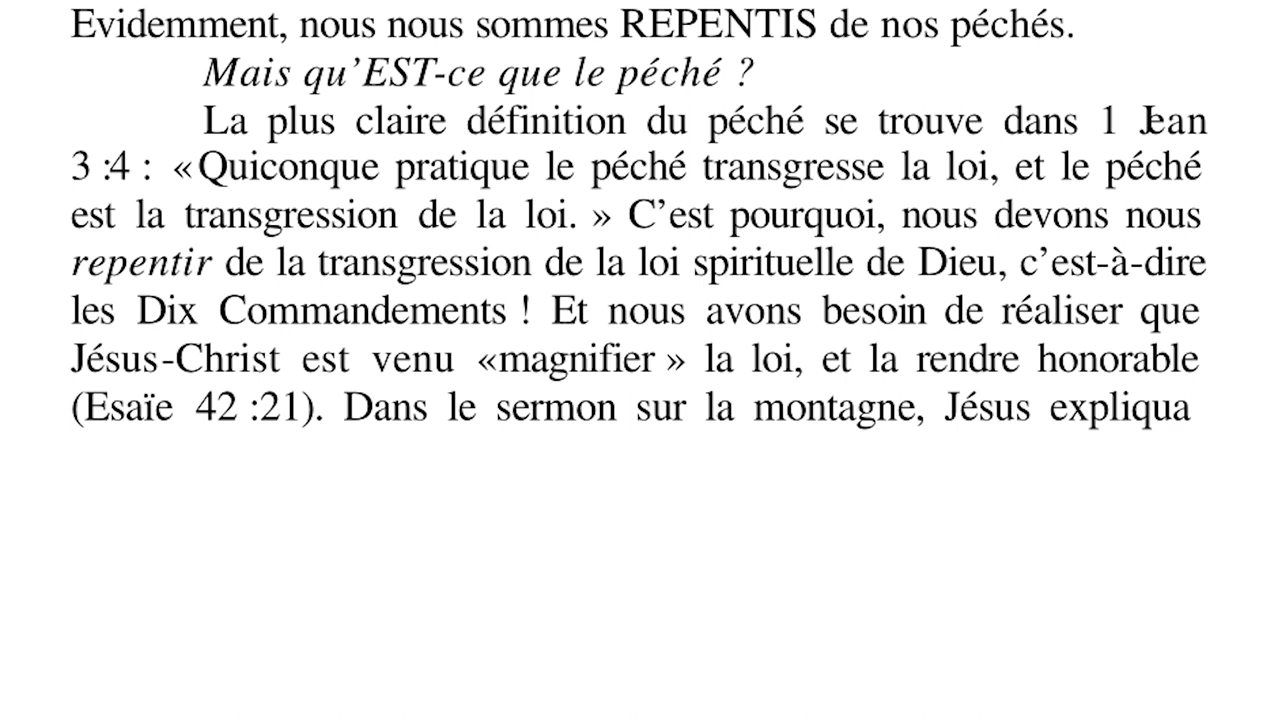 Evidemment, nous nous sommes REPENTIS de nos péchés.
Mais qu’EST-ce que le péché ?
La plus claire définition du péché se trouve dans 1 Jean
3 :4 : « Quiconque pratique le péché transgresse la loi, et le péché
est la transgression de la loi. » C’est pourquoi, nous devons nous
repentir de la transgression de la loi spirituelle de Dieu, c’est-à-dire
les Dix Commandements ! Et nous avons besoin de réaliser que
Jésus-Christ est venu «magnifier » la loi, et la rendre honorable
(Esaïe 42 :21). Dans le sermon sur la montagne, Jésus expliqua